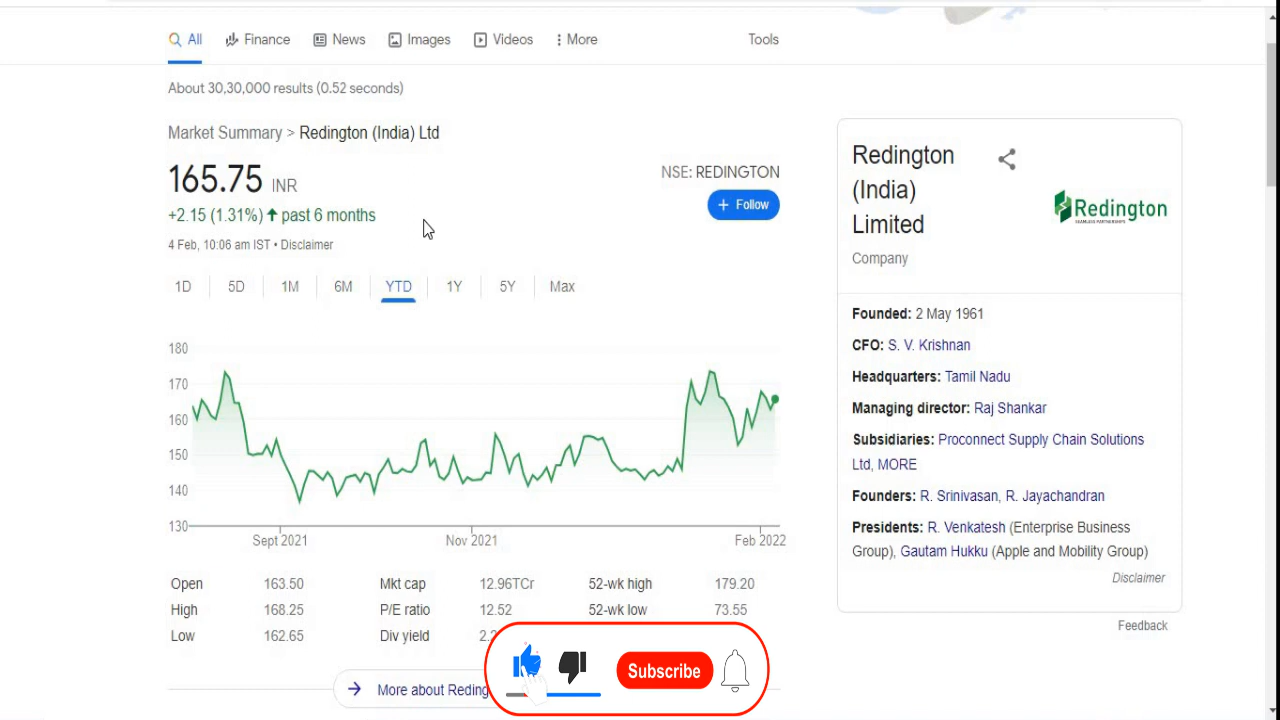 All
Finance
News
Images
Videos
More
Tools
About 30,30,000 results (0.52 seconds)
Market Summary > Redington (India) Ltd
165.75 INR
+2.15 (1.31%) ↑ past 6 months
4 Feb, 10:06 am IST • Disclaimer
NSE: REDINGTON
+ Follow
1D
5D
1M
6M
YTD
1Y
5Y
Max
180
170
160
150
140
130
Sept 2021
Nov 2021
Feb 2022
Open 163.50 Mkt cap 12.96TCr 52-wk high 179.20
High 168.25 P/E ratio 12.52 52-wk low 73.55
Low 162.65 Div yield
→ More about Reding
Redington
(India)
Limited
Company
Redington
SEAMLESS PARTNERSHIPS
Founded: 2 May 1961
CFO: S. V. Krishnan
Headquarters: Tamil Nadu
Managing director: Raj Shankar
Subsidiaries: Proconnect Supply Chain Solutions
Ltd, MORE
Founders: R. Srinivasan, R. Jayachandran
Presidents: R. Venkatesh (Enterprise Business
Group), Gautam Hukku (Apple and Mobility Group)
Disclaimer
Feedback
Subscribe